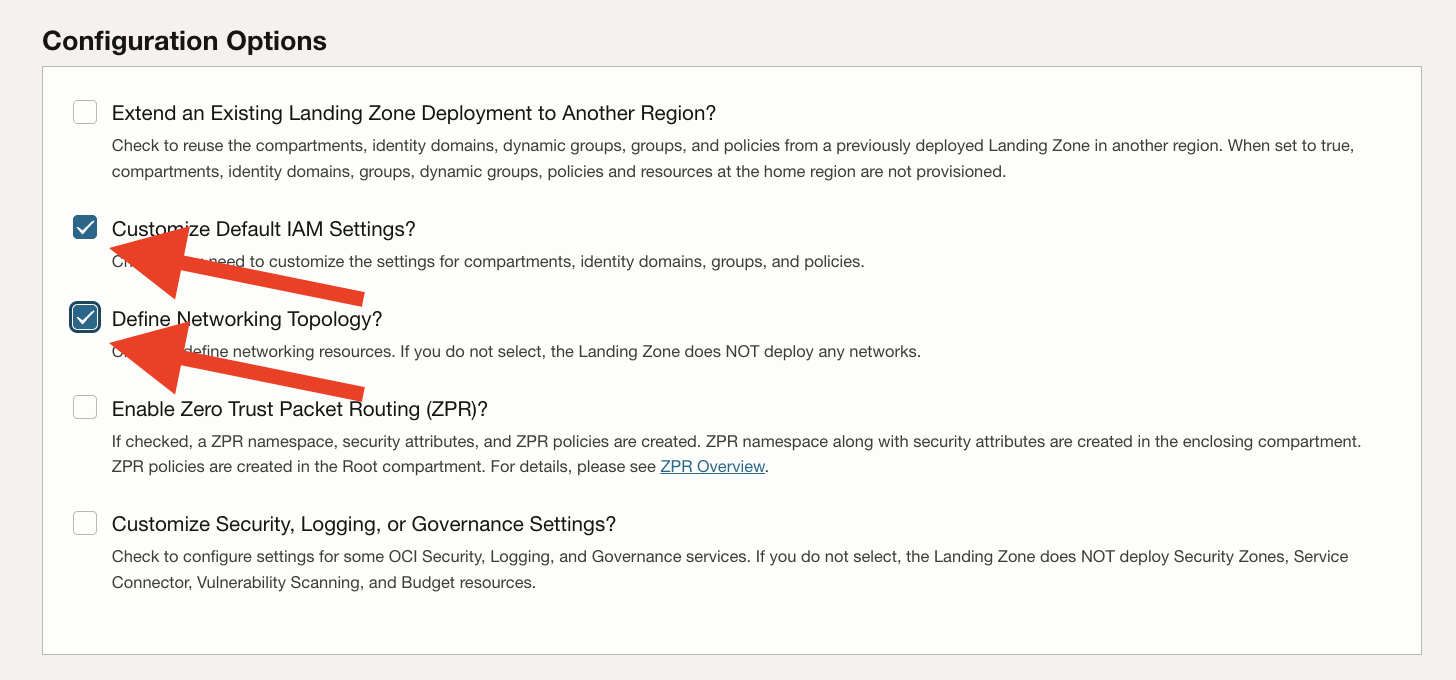 Configuration Options
Extend an Existing Landing Zone Deployment to Another Region?
Check to reuse the compartments, identity domains, dynamic groups, groups, and policies from a previously deployed Landing Zone in another region. When set to true,
compartments, identity domains, groups, dynamic groups, policies and resources at the home region are not provisioned.
Customize Default IAM Settings?
need to customize the settings for compartments, identity domains, groups, and policies.
Define Networking Topology?
define networking resources. If you do not select, the Landing Zone does NOT deploy any networks.
Enable Zero Trust Packet Routing (ZPR)?
If checked, a ZPR namespace, security attributes, and ZPR policies are created. ZPR namespace along with security attributes are created in the enclosing compartment.
ZPR policies are created in the Root compartment. For details, please see ZPR Overview.
Customize Security, Logging, or Governance Settings?
Check to configure settings for some OCI Security, Logging, and Governance services. If you do not select, the Landing Zone does NOT deploy Security Zones, Service
Connector, Vulnerability Scanning, and Budget resources.